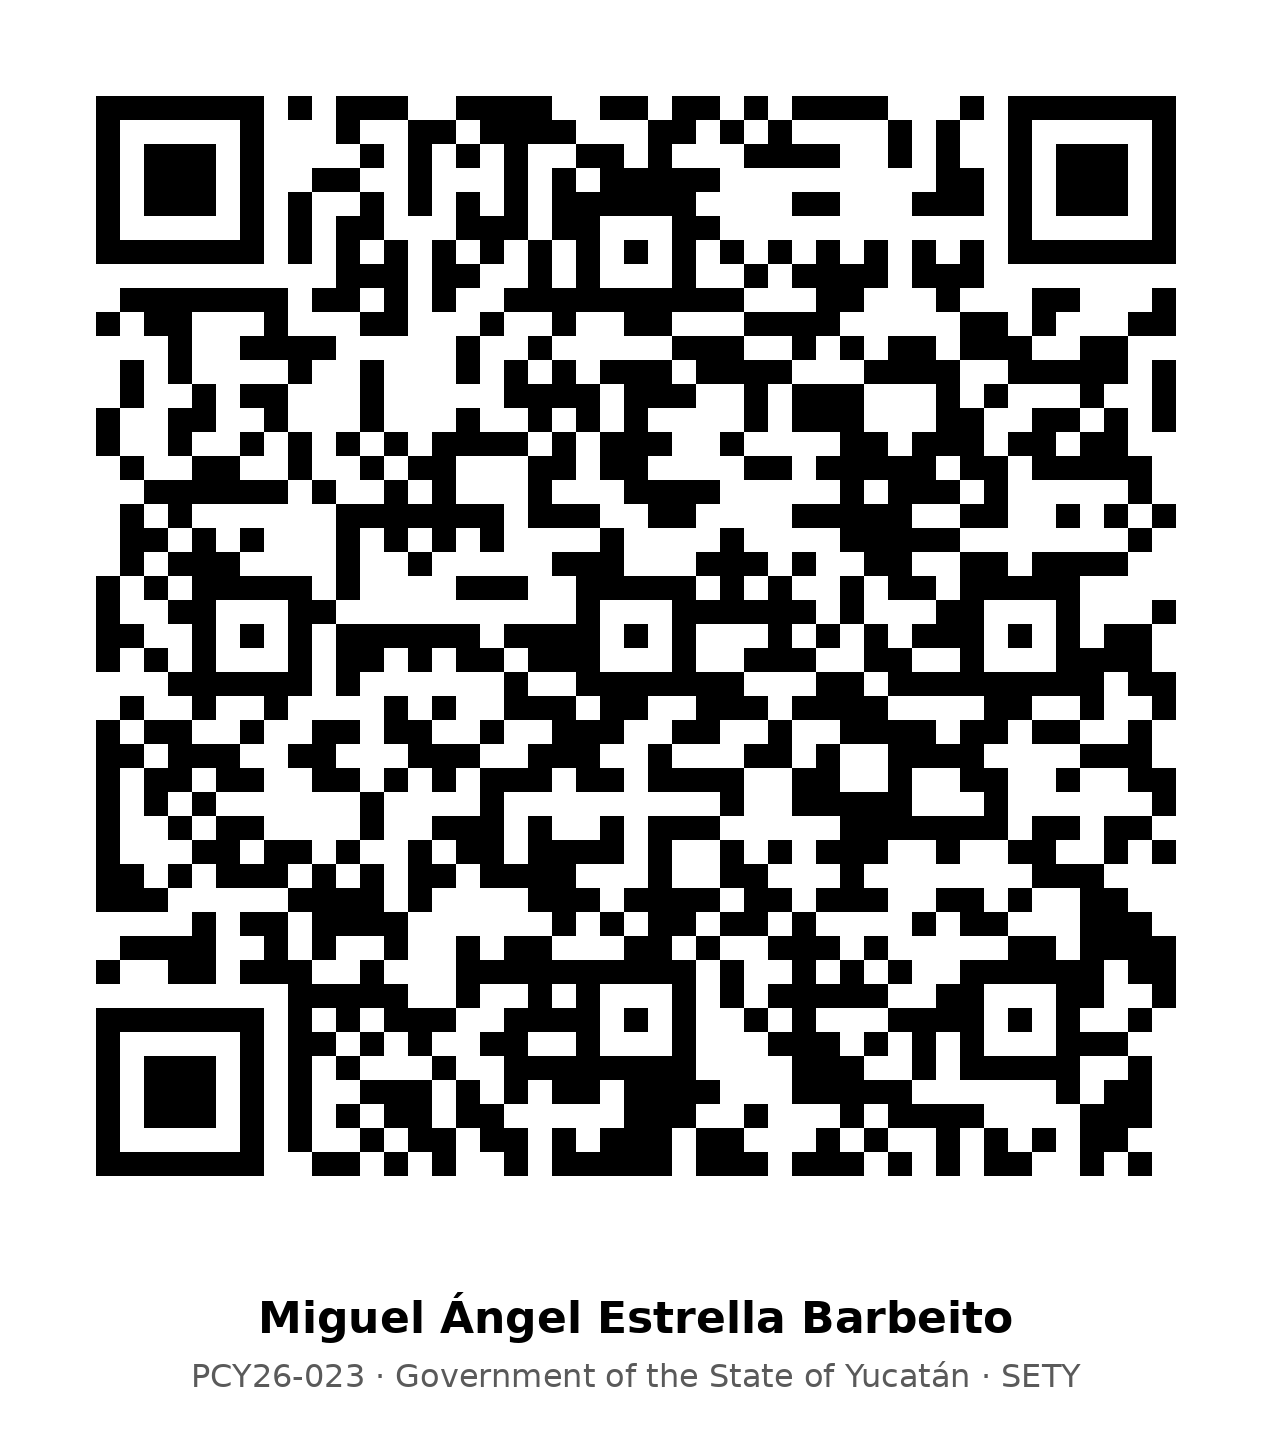 Miguel Ángel Estrella Barbeito
PCY26-023 · Government of the State of Yucatán · SETY